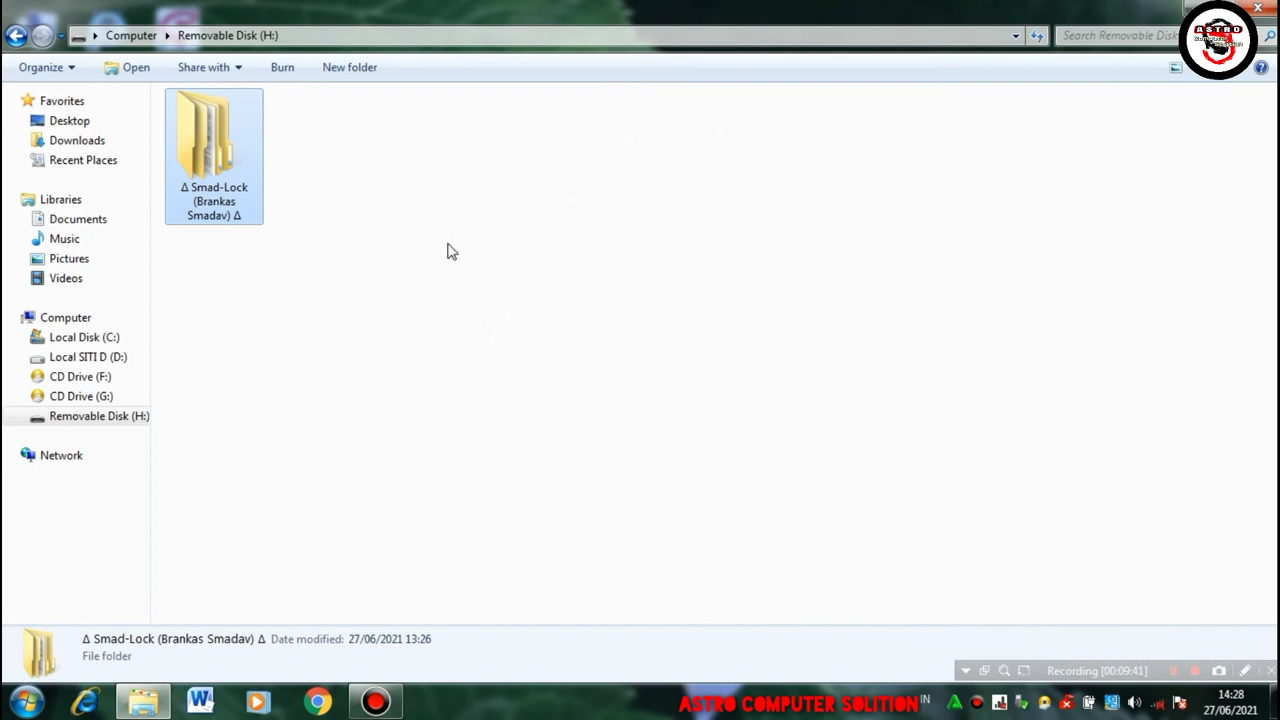 Computer Removable Disk (H:) Search Removable Disk
ASTRO
Organize Open Share with Burn New folder
Favorites
Desktop
Downloads
Recent Places
Libraries
Documents
Music
Pictures
Videos
Computer
Local Disk (C:)
Local SITI D (D:)
CD Drive (F:)
CD Drive (G:)
Removable Disk (H:)
Network
Δ Smad-Lock
(Brankas
Smadav) Δ
Δ Smad-Lock (Brankas Smadav) Δ Date modified: 27/06/2021 13:26
File folder
Recording [00:09:41]
ASTRO COMPUTER SOLITION IN 14:28
27/06/2021